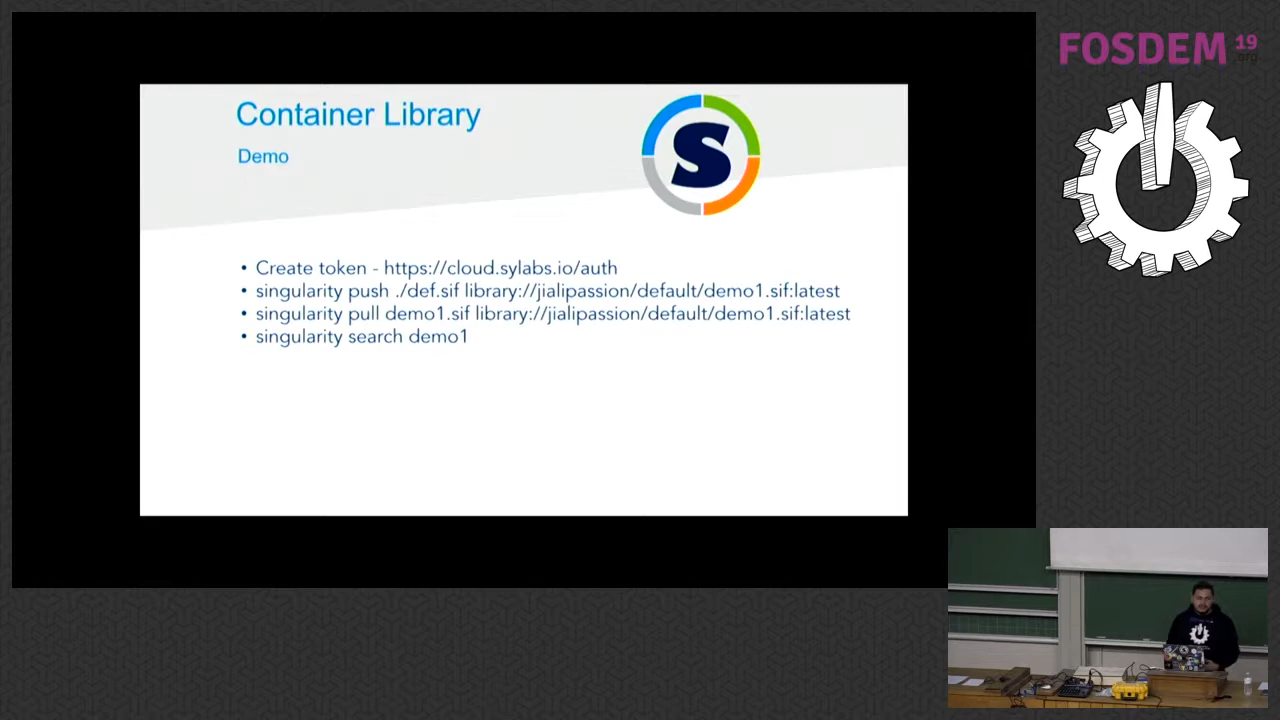 Container Library
Demo
S
• Create token - https://cloud.sylabs.io/auth
• singularity push ./def.sif library://jialipassion/default/demo1.sif:latest
• singularity pull demo1.sif library://jialipassion/default/demo1.sif:latest
• singularity search demo1
FOSDEM 19
.org